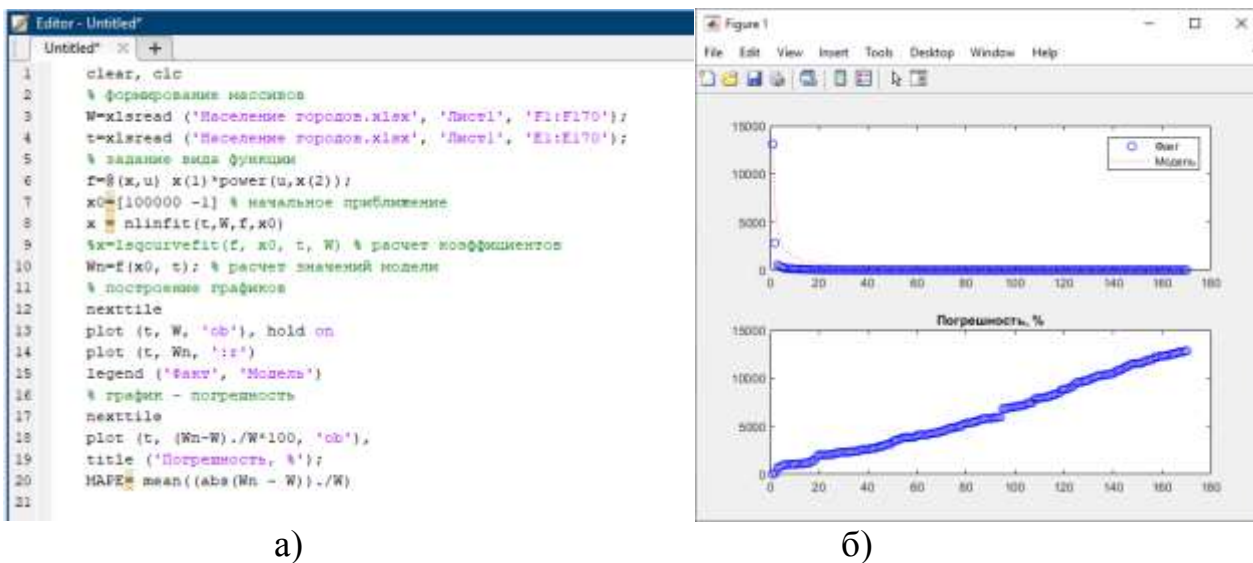 Editor - Untitled*
Untitled* × +
1 clear, clc
2 % формирование массивов
3 W=xlsread ('Население городов.xlsx', 'Лист1', 'F1:F170');
4 t=xlsread ('Население городов.xlsx', 'Лист1', 'E1:E170');
5 % задание вида функции
6 f=@(x,u) x(1)*power(u,x(2));
7 x0=[100000 -1] % начальное приближение
8 x = nlinfit(t,W,f,x0)
9 %x=lsqcurvefit(f, x0, t, W) % расчет коэффициентов
10 Wn=f(x0, t); % расчет значений модели
11 % построение графиков
12 nexttile
13 plot (t, W, 'ob'), hold on
14 plot (t, Wn, ':r')
15 legend ('Факт', 'Модель')
16 % график - погрешность
17 nexttile
18 plot (t, (Wn-W)./W*100, 'ob'),
19 title ('Погрешность, %');
20 MAPE= mean((abs(Wn - W))./W)
21
а)
Figure 1
File Edit View Insert Tools Desktop Window Help
15000
10000
5000
0
Факт
Модель
0 20 40 60 80 100 120 140 160 180
Погрешность, %
15000
10000
5000
0
0 20 40 60 80 100 120 140 160 180
б)